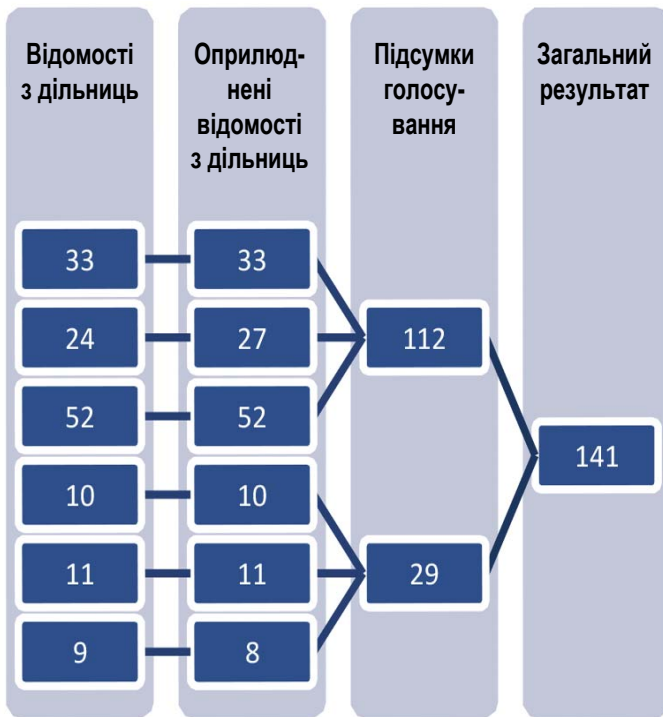 Відомості
з дільниць
Оприлюд-
нені
відомості
з дільниць
Підсумки
голосу-
вання
Загальний
результат
33
33
24
27
112
52
52
141
10
10
11
11
29
9
8